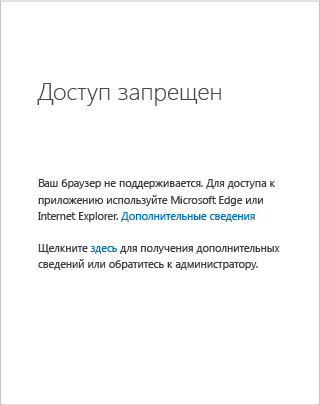 Доступ запрещен
Ваш браузер не поддерживается. Для доступа к
приложению используйте Microsoft Edge или
Internet Explorer. Дополнительные сведения
Щелкните здесь для получения дополнительных
сведений или обратитесь к администратору.